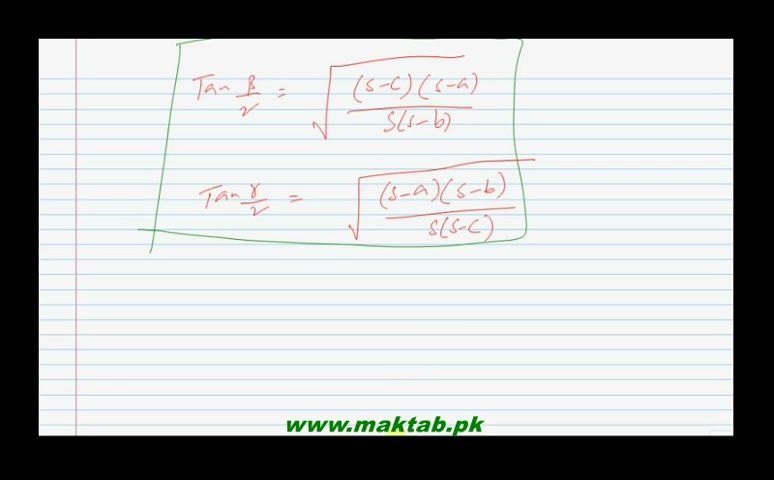 Tan β/2 = √((s-c)(s-a) / s(s-b))
Tan γ/2 = √((s-a)(s-b) / s(s-c))
www.maktab.pk